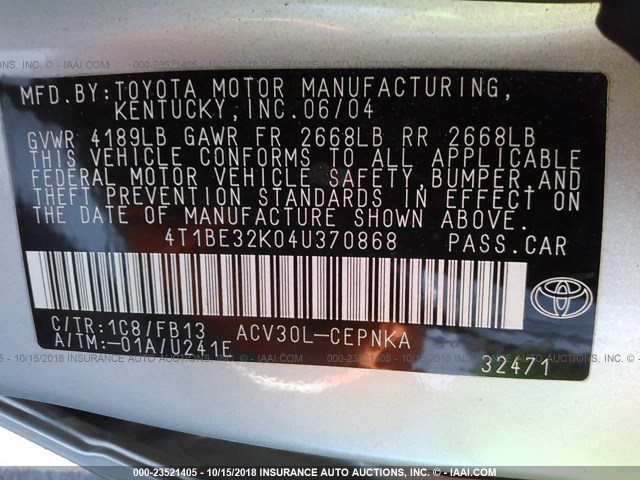 MFD.BY:TOYOTA MOTOR MANUFACTURING,
KENTUCKY,INC.06/04
GVWR 4189LB GAWR FR 2668LB RR 2668LB
THIS VEHICLE CONFORMS TO ALL APPLICABLE
FEDERAL MOTOR VEHICLE SAFETY,BUMPER,AND
THEFT PREVENTION STANDARDS IN EFFECT ON
THE DATE OF MANUFACTURE SHOWN ABOVE.
4T1BE32K04U370868 PASS.CAR
C/TR:1C8/FB13 ACV30L-CEPNKA
A/TM:-01A/U241E
32471
000-23521405 - 10/15/2018 INSURANCE AUTO AUCTIONS, INC. - IAAI.COM